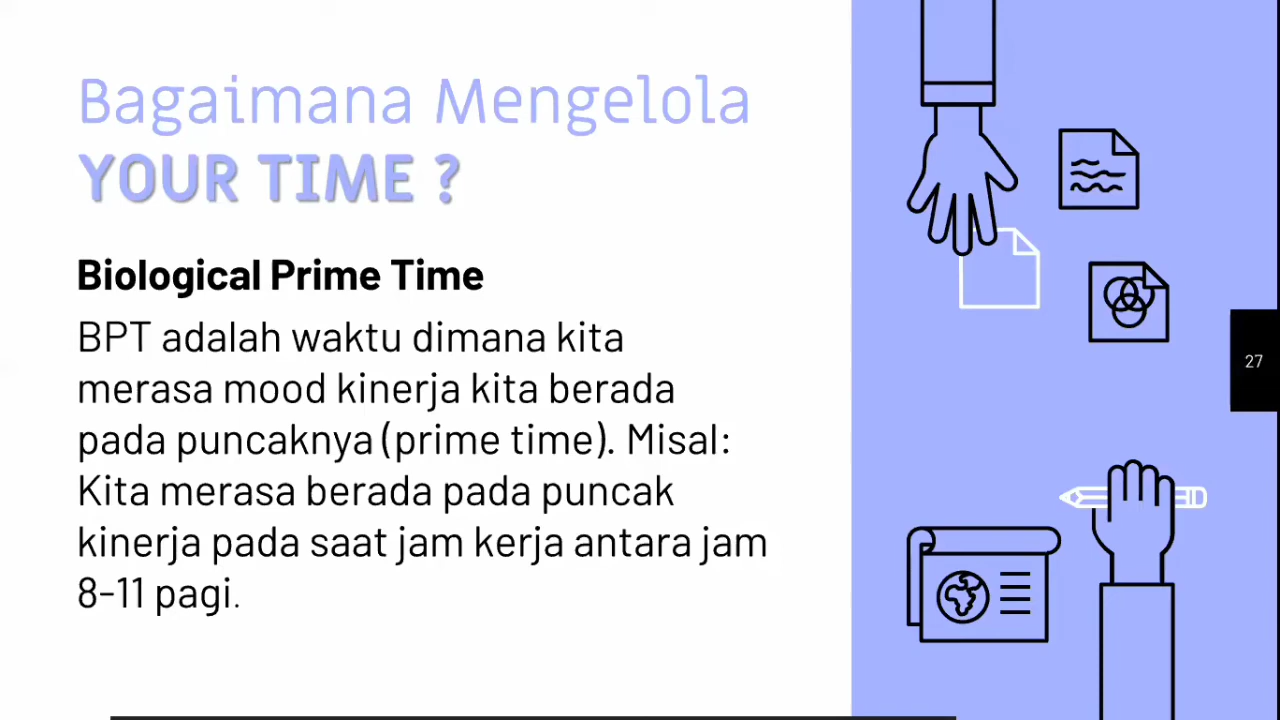 Bagaimana Mengelola
YOUR TIME ?
Biological Prime Time
BPT adalah waktu dimana kita
merasa mood kinerja kita berada
pada puncaknya (prime time). Misal:
Kita merasa berada pada puncak
kinerja pada saat jam kerja antara jam
8-11 pagi.
27